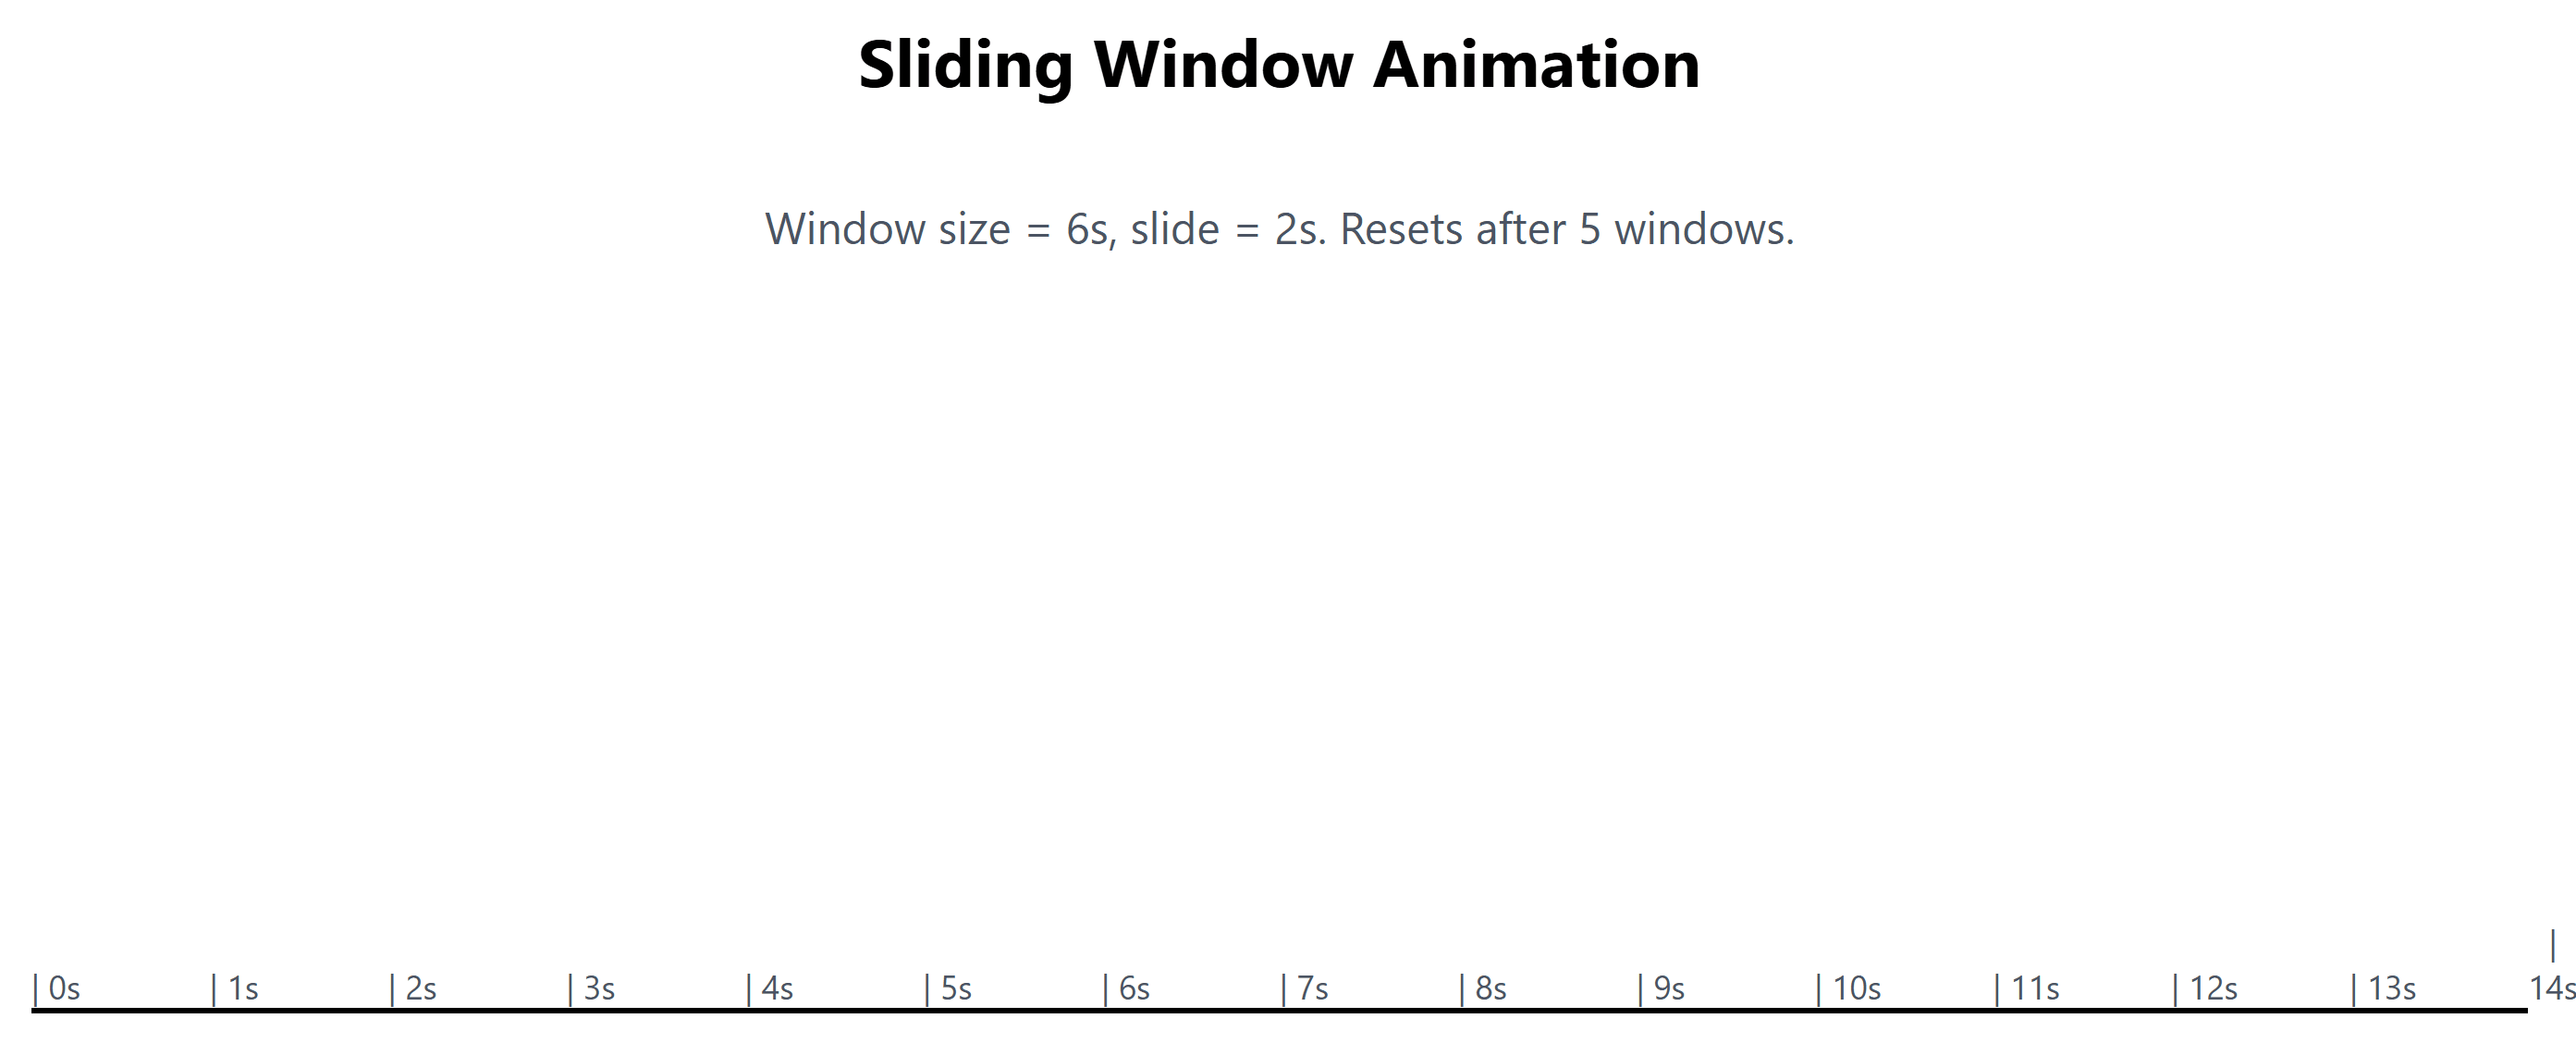 Sliding Window Animation
Window size = 6s, slide = 2s. Resets after 5 windows.
| 0s | 1s | 2s | 3s | 4s | 5s | 6s | 7s | 8s | 9s | 10s | 11s | 12s | 13s |
14s